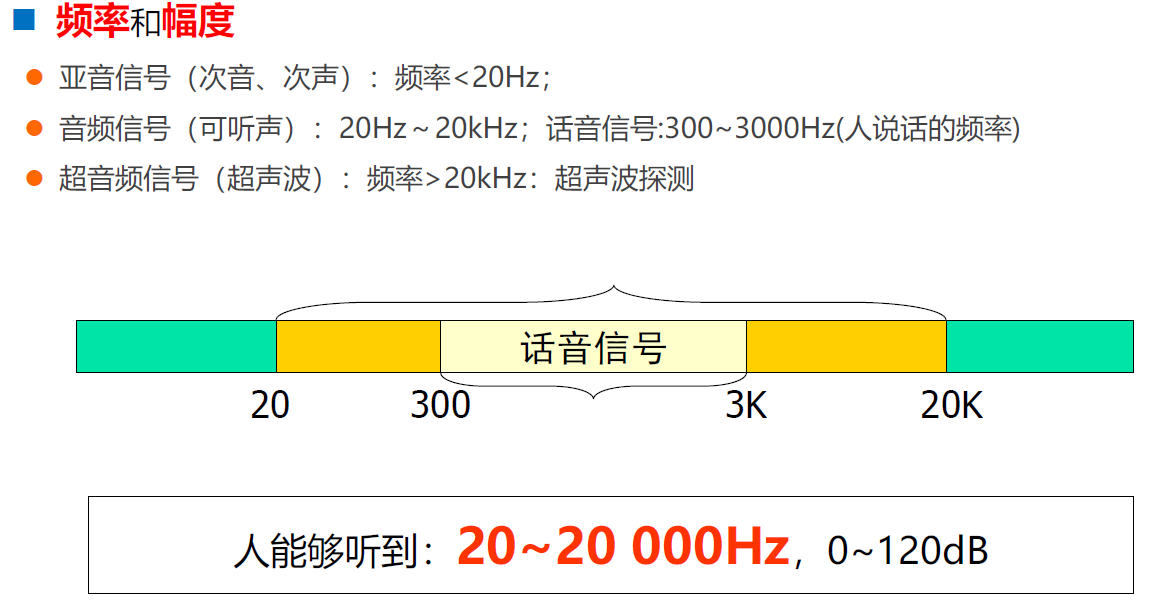 频率和幅度
亚音信号（次音、次声）：频率<20Hz；
音频信号（可听声）：20Hz～20kHz；话音信号:300~3000Hz(人说话的频率)
超音频信号（超声波）：频率>20kHz：超声波探测
话音信号
20 300 3K 20K
人能够听到：20~20 000Hz，0~120dB